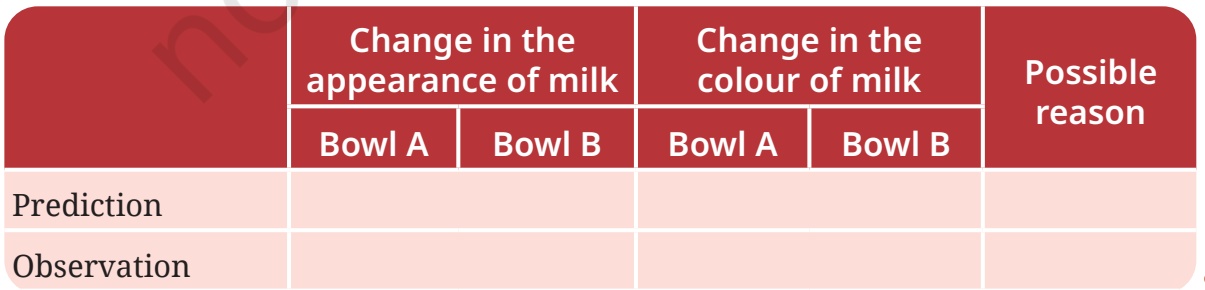 Change in the
appearance of milk
Change in the
colour of milk
Possible
reason
Bowl A
Bowl B
Bowl A
Bowl B
Prediction
Observation